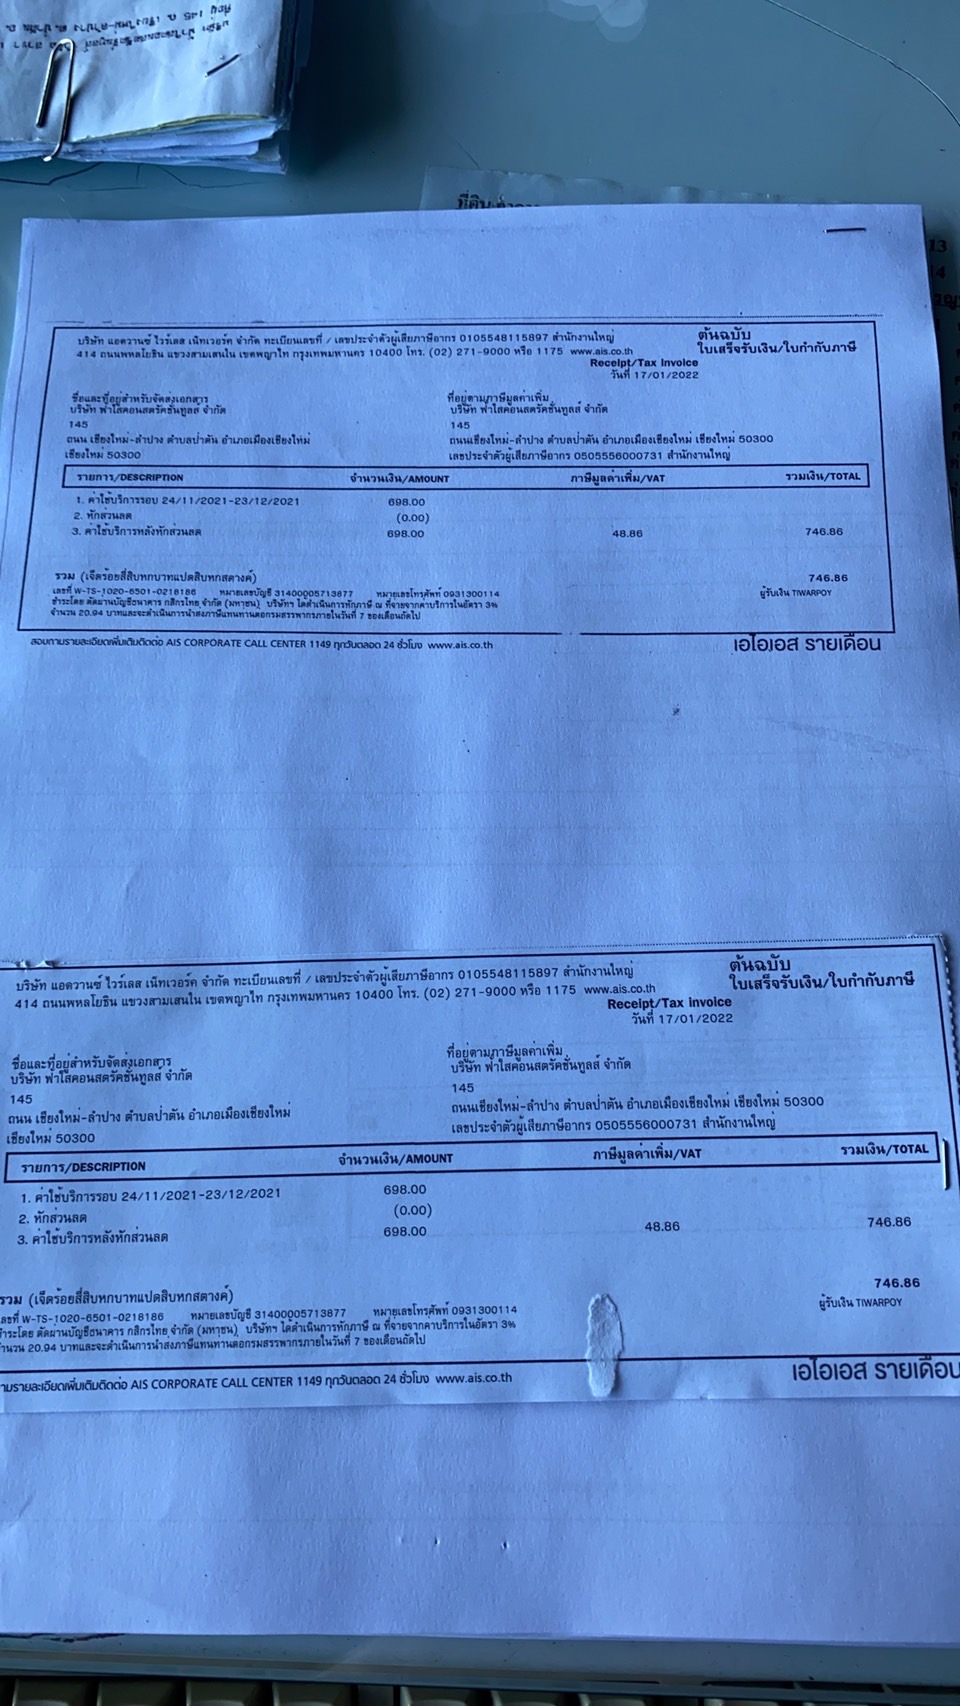 ที่ดิน
13
บริษัท แอดวานซ์ ไวร์เลส เน็ทเวอร์ค จำกัด ทะเบียนเลขที่ / เลขประจำตัวผู้เสียภาษีอากร 0105548115897 สำนักงานใหญ่
414 ถนนพหลโยธิน แขวงสามเสนใน เขตพญาไท กรุงเทพมหานคร 10400 โทร. (02) 271-9000 หรือ 1175 www.ais.co.th
ต้นฉบับ
ใบเสร็จรับเงิน/ใบกำกับภาษี
Receipt/Tax Invoice
วันที่ 17/01/2022
ชื่อและที่อยู่สำหรับจัดส่งเอกสาร
บริษัท ฟ้าใสคอนสตรัคชั่นทูลส์ จำกัด
145
ถนน เชียงใหม่-ลำปาง ตำบลป่าตัน อำเภอเมืองเชียงใหม่
เชียงใหม่ 50300
ที่อยู่ตามภาษีมูลค่าเพิ่ม
บริษัท ฟ้าใสคอนสตรัคชั่นทูลส์ จำกัด
145
ถนนเชียงใหม่-ลำปาง ตำบลป่าตัน อำเภอเมืองเชียงใหม่ เชียงใหม่ 50300
เลขประจำตัวผู้เสียภาษีอากร 0505556000731 สำนักงานใหญ่
รายการ/DESCRIPTION จำนวนเงิน/AMOUNT ภาษีมูลค่าเพิ่ม/VAT รวมเงิน/TOTAL
1. ค่าใช้บริการรอบ 24/11/2021-23/12/2021 698.00
2. หักส่วนลด (0.00)
3. ค่าใช้บริการหลังหักส่วนลด 698.00 48.86 746.86
รวม (เจ็ดร้อยสี่สิบหกบาทแปดสิบหกสตางค์) 746.86
เลขที่ W-TS-1020-6501-0218186 หมายเลขบัญชี 31400005713877 หมายเลขโทรศัพท์ 0931300114 ผู้รับเงิน TIWARPOY
ชำระโดย ตัดผ่านบัญชีธนาคาร กสิกรไทย จำกัด (มหาชน) บริษัทฯ ได้ดำเนินการหักภาษี ณ ที่จ่ายจากค่าบริการในอัตรา 3%
จำนวน 20.94 บาทและจะดำเนินการนำส่งภาษีแทนท่านต่อกรมสรรพากรภายในวันที่ 7 ของเดือนถัดไป
สอบถามรายละเอียดเพิ่มเติมติดต่อ AIS CORPORATE CALL CENTER 1149 ทุกวันตลอด 24 ชั่วโมง www.ais.co.th เอไอเอส รายเดือน
บริษัท แอดวานซ์ ไวร์เลส เน็ทเวอร์ค จำกัด ทะเบียนเลขที่ / เลขประจำตัวผู้เสียภาษีอากร 0105548115897 สำนักงานใหญ่
414 ถนนพหลโยธิน แขวงสามเสนใน เขตพญาไท กรุงเทพมหานคร 10400 โทร. (02) 271-9000 หรือ 1175 www.ais.co.th
ต้นฉบับ
ใบเสร็จรับเงิน/ใบกำกับภาษี
Receipt/Tax Invoice
วันที่ 17/01/2022
ชื่อและที่อยู่สำหรับจัดส่งเอกสาร
บริษัท ฟ้าใสคอนสตรัคชั่นทูลส์ จำกัด
145
ถนน เชียงใหม่-ลำปาง ตำบลป่าตัน อำเภอเมืองเชียงใหม่
เชียงใหม่ 50300
ที่อยู่ตามภาษีมูลค่าเพิ่ม
บริษัท ฟ้าใสคอนสตรัคชั่นทูลส์ จำกัด
145
ถนนเชียงใหม่-ลำปาง ตำบลป่าตัน อำเภอเมืองเชียงใหม่ เชียงใหม่ 50300
เลขประจำตัวผู้เสียภาษีอากร 0505556000731 สำนักงานใหญ่
รายการ/DESCRIPTION จำนวนเงิน/AMOUNT ภาษีมูลค่าเพิ่ม/VAT รวมเงิน/TOTAL
1. ค่าใช้บริการรอบ 24/11/2021-23/12/2021 698.00
2. หักส่วนลด (0.00)
3. ค่าใช้บริการหลังหักส่วนลด 698.00 48.86 746.86
รวม (เจ็ดร้อยสี่สิบหกบาทแปดสิบหกสตางค์) 746.86
ลขที่ W-TS-1020-6501-0218186 หมายเลขบัญชี 31400005713877 หมายเลขโทรศัพท์ 0931300114 ผู้รับเงิน TIWARPOY
ชำระโดย ตัดผ่านบัญชีธนาคาร กสิกรไทย จำกัด (มหาชน) บริษัทฯ ได้ดำเนินการหักภาษี ณ ที่จ่ายจากค่าบริการในอัตรา 3%
จำนวน 20.94 บาทและจะดำเนินการนำส่งภาษีแทนท่านต่อกรมสรรพากรภายในวันที่ 7 ของเดือนถัดไป
ามรายละเอียดเพิ่มเติมติดต่อ AIS CORPORATE CALL CENTER 1149 ทุกวันตลอด 24 ชั่วโมง www.ais.co.th เอไอเอส รายเดือน